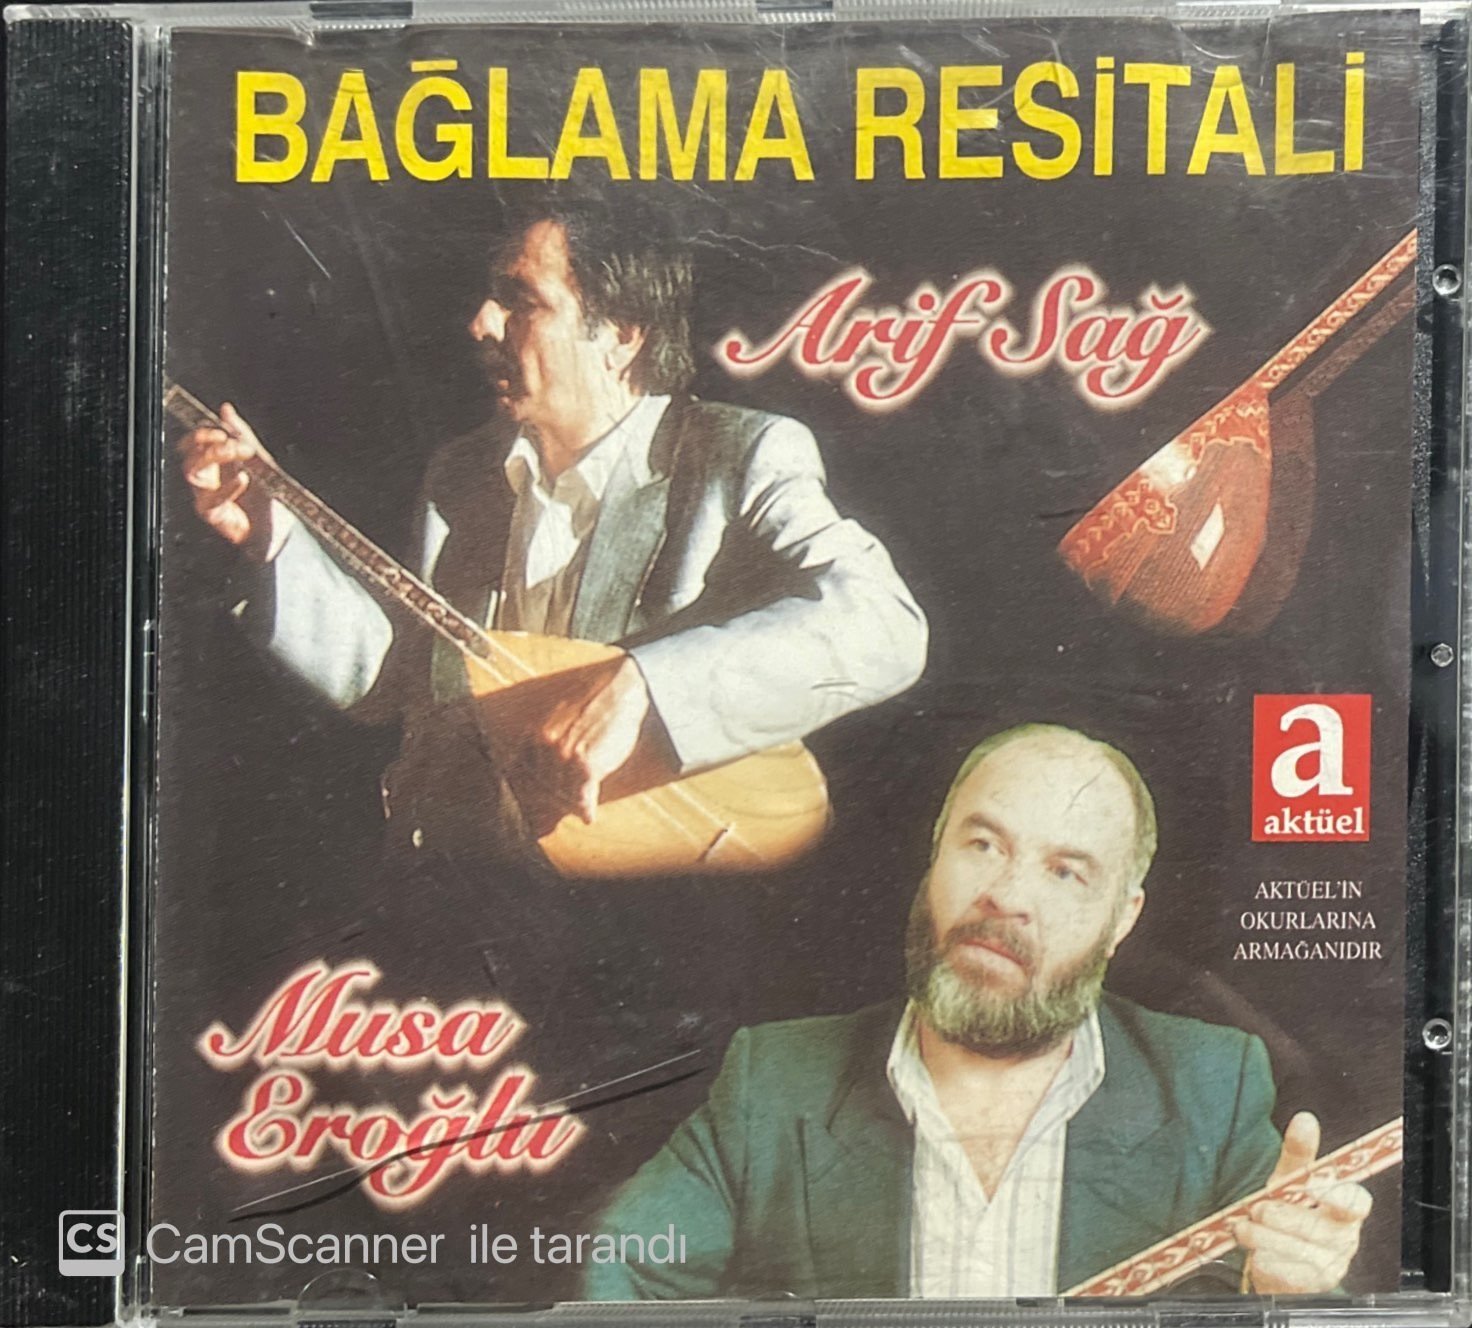 BAĞLAMA RESİTALİ
Arif Sağ
a
aktüel
AKTÜEL'İN
OKURLARINA
ARMAĞANIDIR
Musa
Eroğlu
CS CamScanner ile tarandı